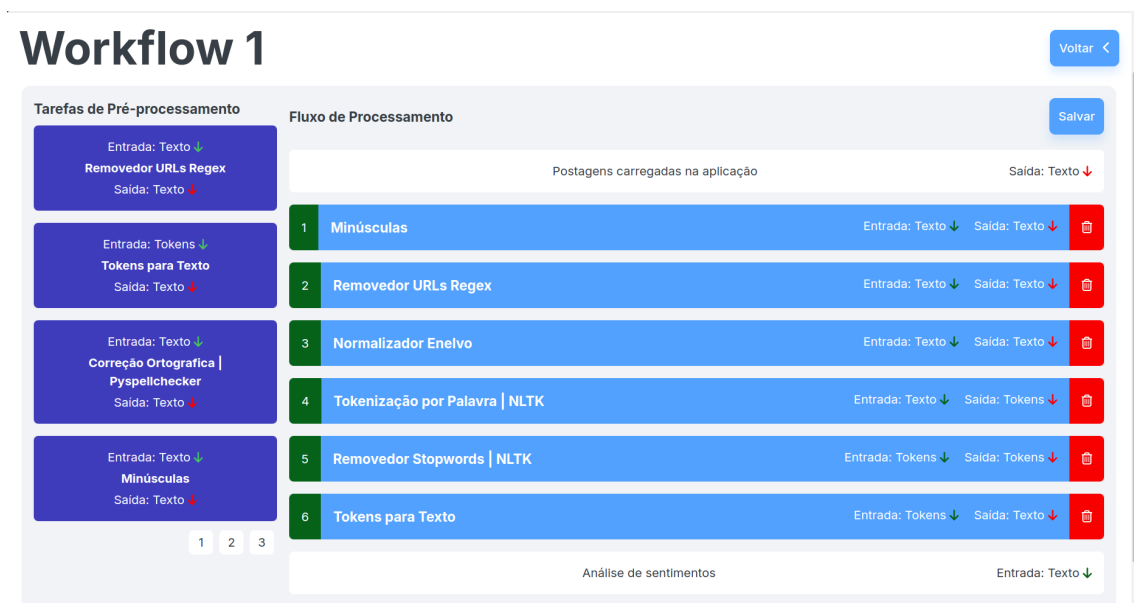 Workflow 1
Voltar
Tarefas de Pré-processamento
Entrada: Texto
Removedor URLs Regex
Saída: Texto
Entrada: Tokens
Tokens para Texto
Saída: Texto
Entrada: Texto
Correção Ortografica |
Pyspellchecker
Saída: Texto
Entrada: Texto
Minúsculas
Saída: Texto
1 2 3
Fluxo de Processamento
Salvar
Postagens carregadas na aplicação Saída: Texto
1 Minúsculas Entrada: Texto Saída: Texto
2 Removedor URLs Regex Entrada: Texto Saída: Texto
3 Normalizador Enelvo Entrada: Texto Saída: Texto
4 Tokenização por Palavra | NLTK Entrada: Texto Saída: Tokens
5 Removedor Stopwords | NLTK Entrada: Tokens Saída: Tokens
6 Tokens para Texto Entrada: Tokens Saída: Texto
Análise de sentimentos Entrada: Texto